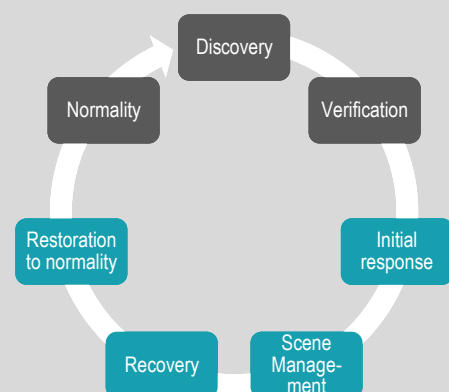 Discovery
Verification
Initial
response
Scene
Manage-
ment
Recovery
Restoration
to normality
Normality